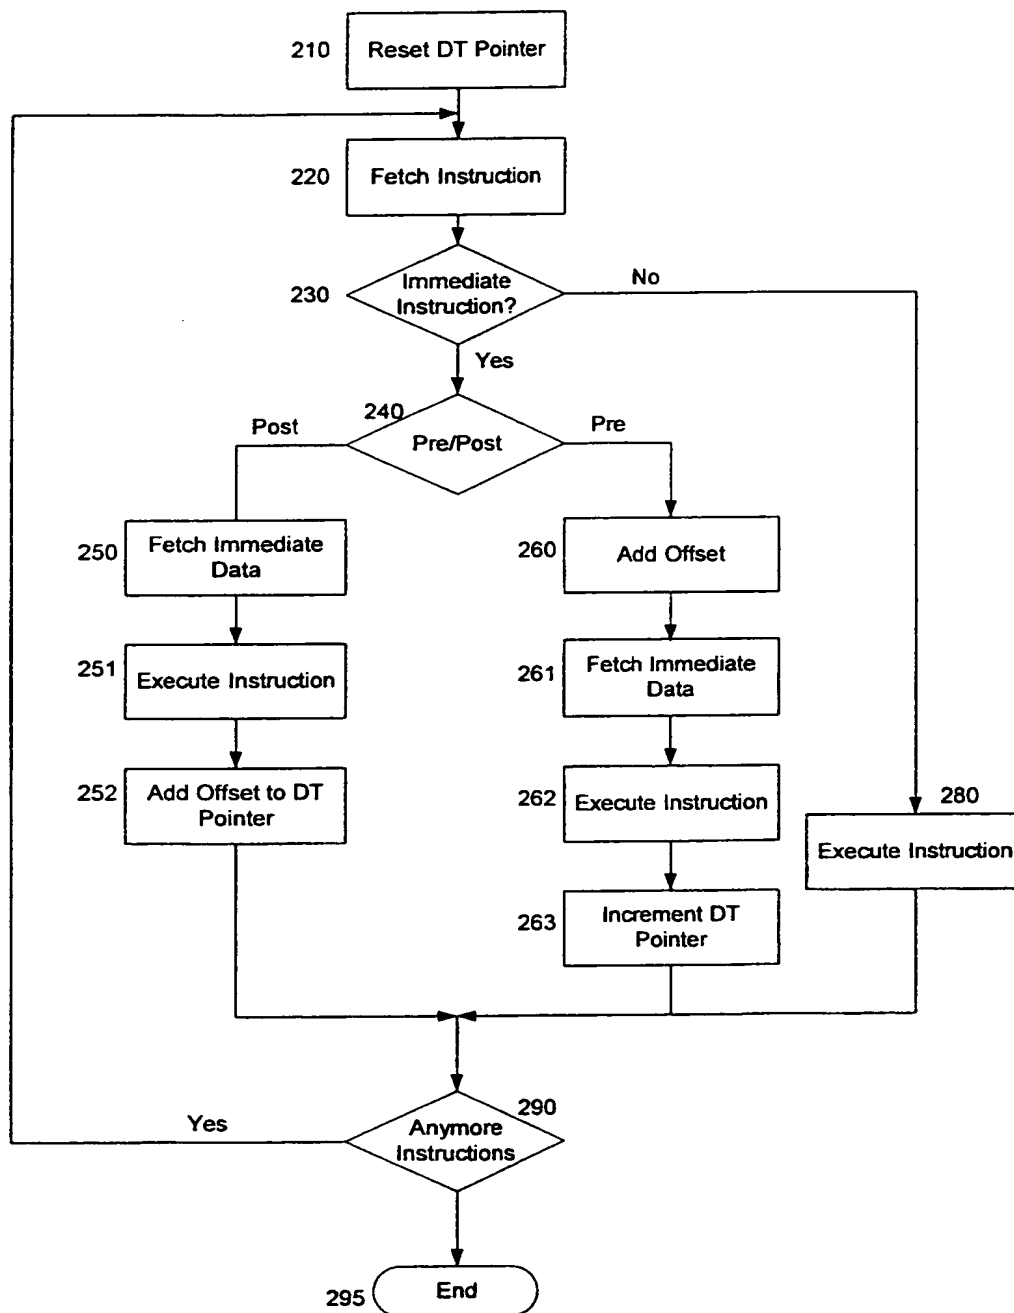 210
Reset DT Pointer
220
Fetch Instruction
230
Immediate
Instruction?
No
Yes
240
Pre/Post
Post
Pre
250
Fetch Immediate
Data
260
Add Offset
251
Execute Instruction
261
Fetch Immediate
Data
252
Add Offset to DT
Pointer
262
Execute Instruction
280
Execute Instruction
263
Increment DT
Pointer
290
Anymore
Instructions
Yes
295
End